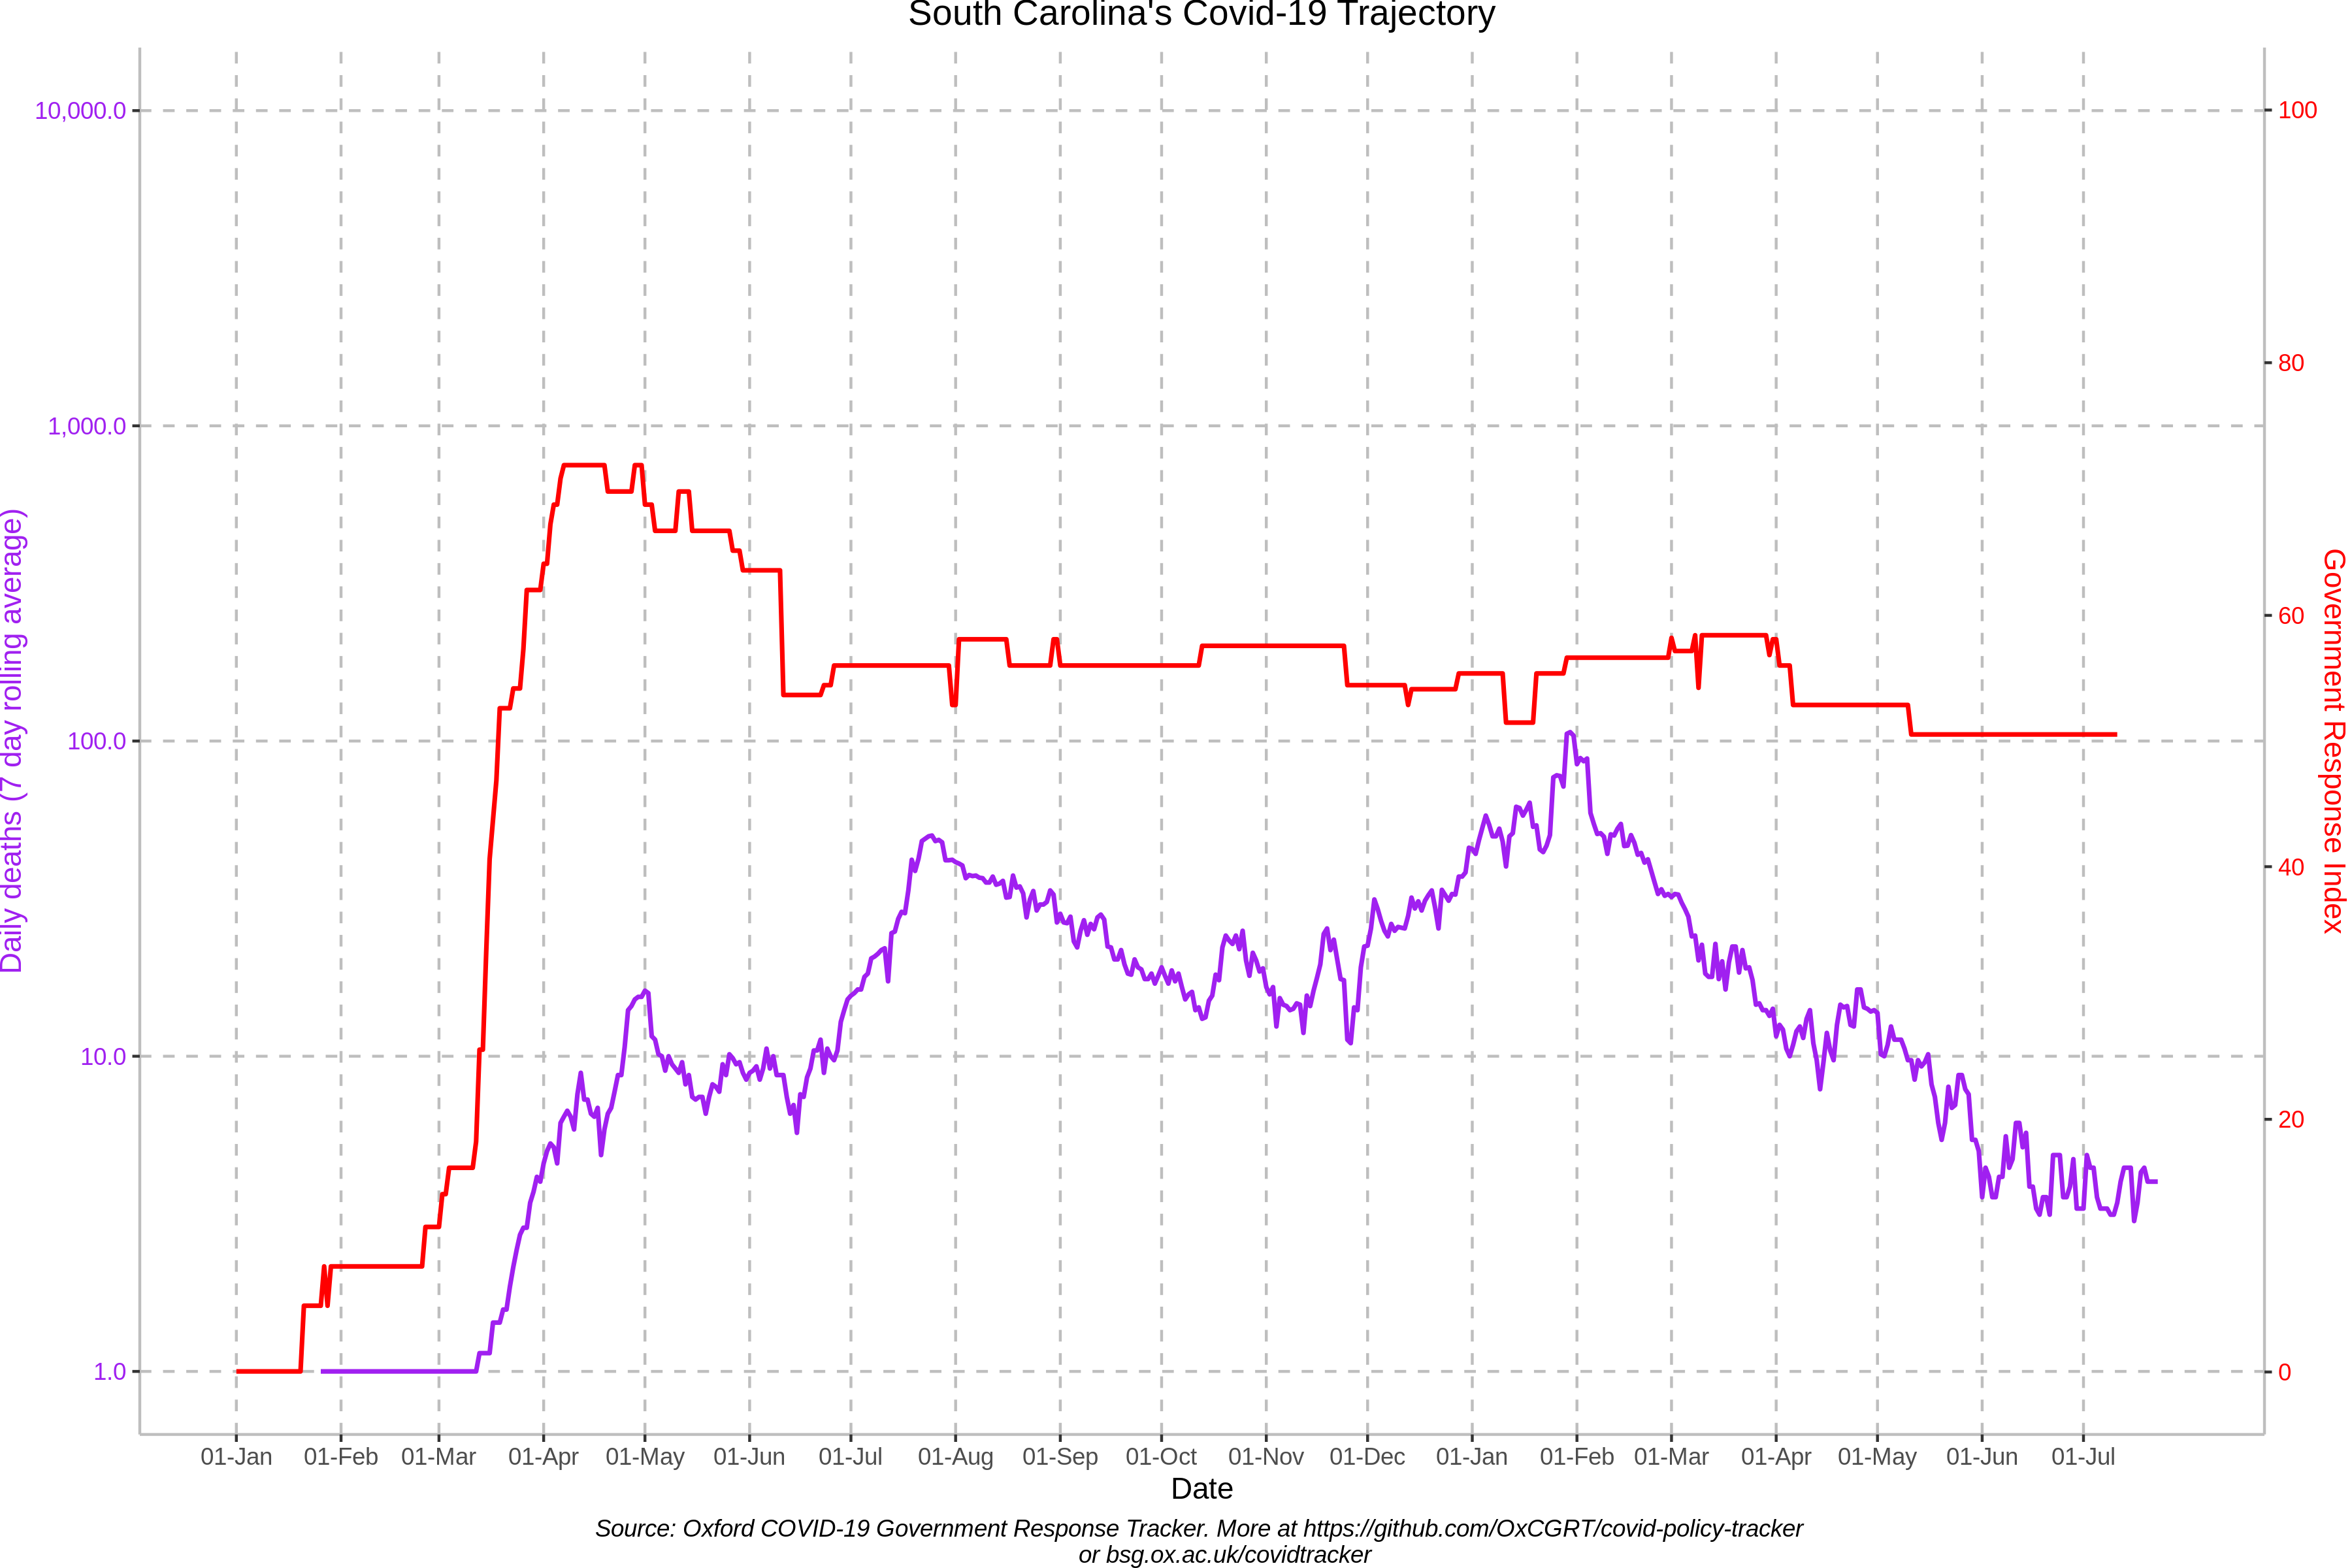 South Carolina's Covid-19 Trajectory
10,000.0
1,000.0
100.0
10.0
1.0
Daily deaths (7 day rolling average)
100
80
60
40
20
0
Government Response Index
01-Jan 01-Feb 01-Mar 01-Apr 01-May 01-Jun 01-Jul 01-Aug 01-Sep 01-Oct 01-Nov 01-Dec 01-Jan 01-Feb 01-Mar 01-Apr 01-May 01-Jun 01-Jul
Date
Source: Oxford COVID-19 Government Response Tracker. More at https://github.com/OxCGRT/covid-policy-tracker
or bsg.ox.ac.uk/covidtracker